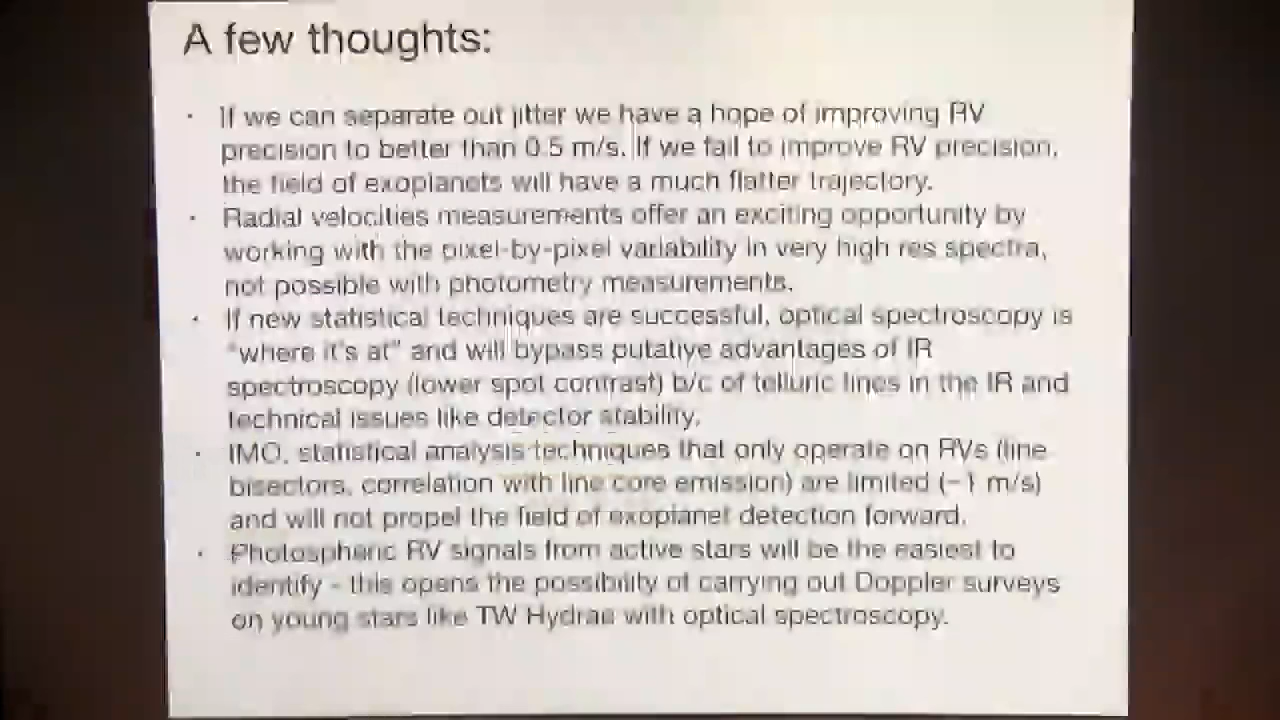 A few thoughts:
· If we can separate out jitter we have a hope of improving RV
precision to better than 0.5 m/s. If we fail to improve RV precision,
the field of exoplanets will have a much flatter trajectory.
· Radial velocities measurements offer an exciting opportunity by
working with the pixel-by-pixel variability in very high res spectra,
not possible with photometry measurements.
· If new statistical techniques are successful, optical spectroscopy is
"where it's at" and will bypass putative advantages of IR
spectroscopy (lower spot contrast) b/c of telluric lines in the IR and
technical issues like detector stability.
· IMO, statistical analysis techniques that only operate on RVs (line
bisectors, correlation with line core emission) are limited (~1 m/s)
and will not propel the field of exoplanet detection forward.
· Photospheric RV signals from active stars will be the easiest to
identify - this opens the possibility of carrying out Doppler surveys
on young stars like TW Hydrae with optical spectroscopy.